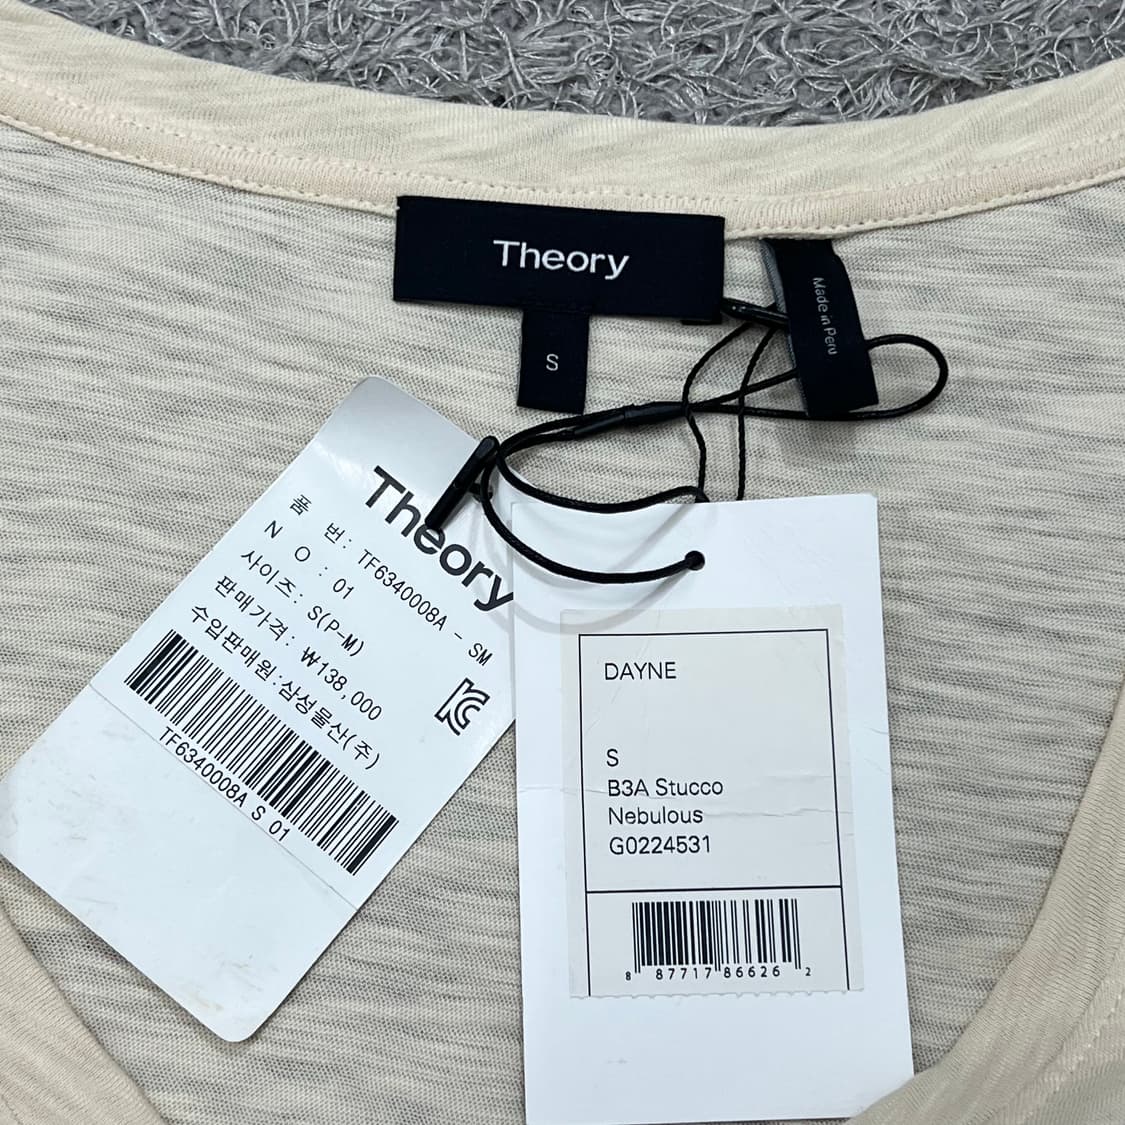 Theory
S
Made in Peru
Theory
품 번: TF6340008A - SM
N O : 01
사이즈: S(P-M)
판매가격: ₩138,000
수입판매원:삼성물산(주)
TF6340008A S 01
DAYNE
S
B3A Stucco
Nebulous
G0224531
8 87717 86626 2